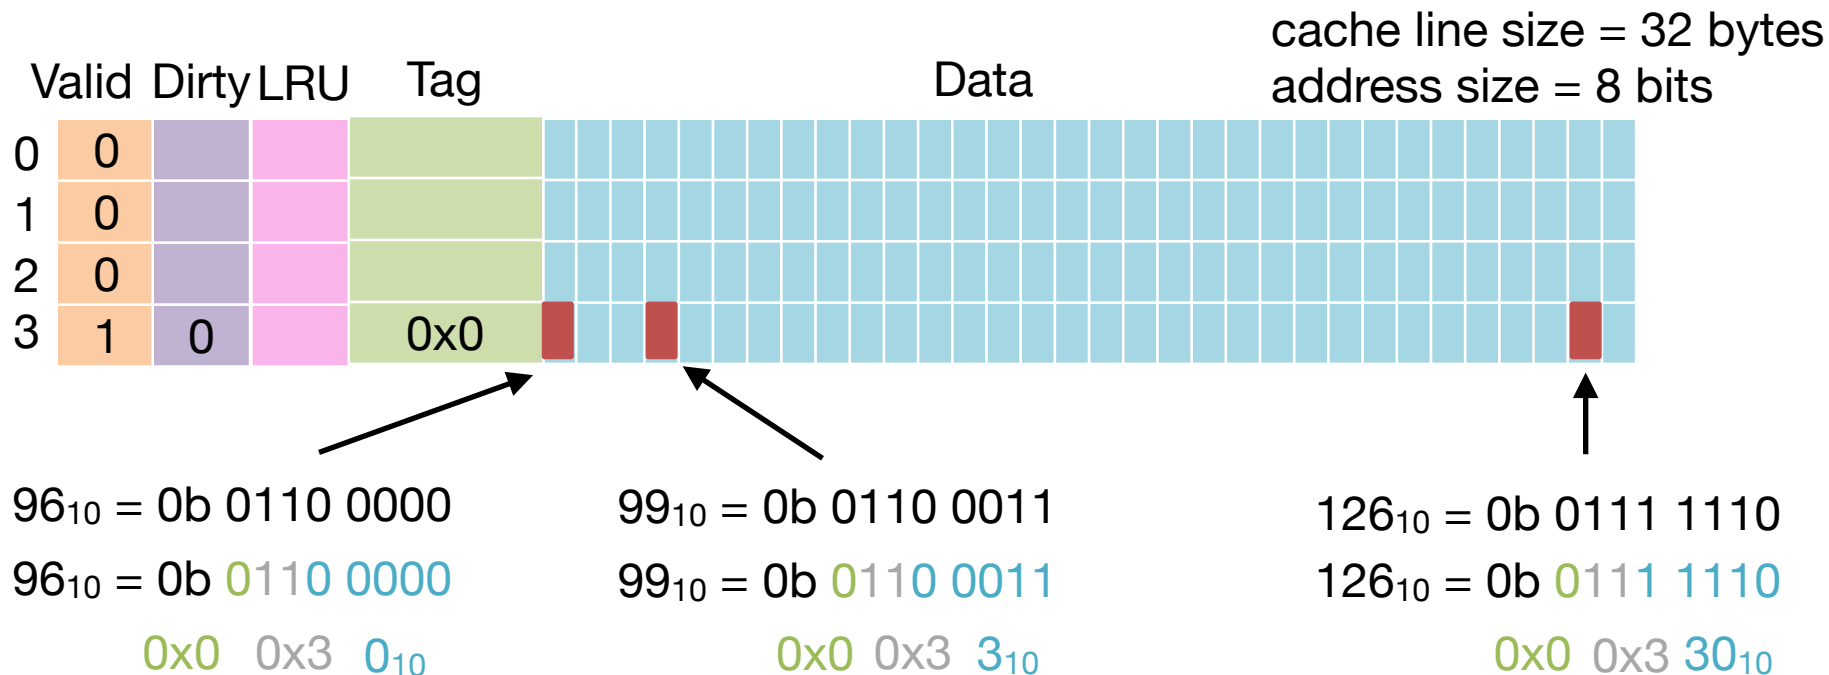 cache line size = 32 bytes
address size = 8 bits
Valid Dirty LRU Tag Data
0 0
1 0
2 0
3 1 0 0x0
96₁₀ = 0b 0110 0000 99₁₀ = 0b 0110 0011 126₁₀ = 0b 0111 1110
96₁₀ = 0b 0110 0000 99₁₀ = 0b 0110 0011 126₁₀ = 0b 0111 1110
0x0 0x3 0₁₀ 0x0 0x3 3₁₀ 0x0 0x3 30₁₀